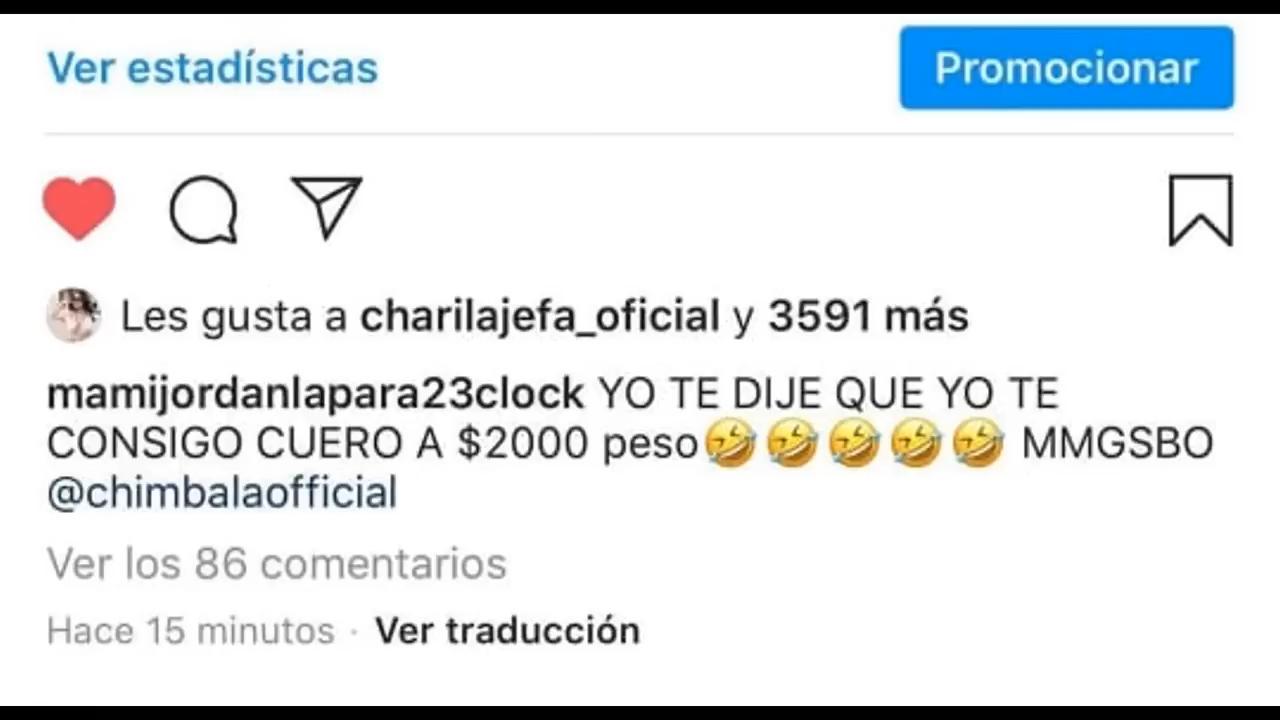 Ver estadísticas
Promocionar
Les gusta a charilajefa_oficial y 3591 más
mamijordanlapara23clock YO TE DIJE QUE YO TE
CONSIGO CUERO A $2000 peso🤣🤣🤣🤣🤣 MMGSBO
@chimbalaofficial
Ver los 86 comentarios
Hace 15 minutos · Ver traducción